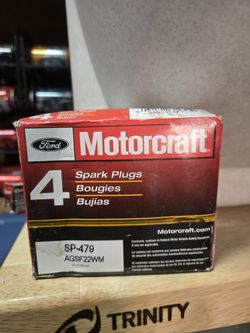 Ford
Motorcraft
4
Spark Plugs
Bougies
Bujías
Motorcraft.com
SP-479
AGSF22WM
TRINITY